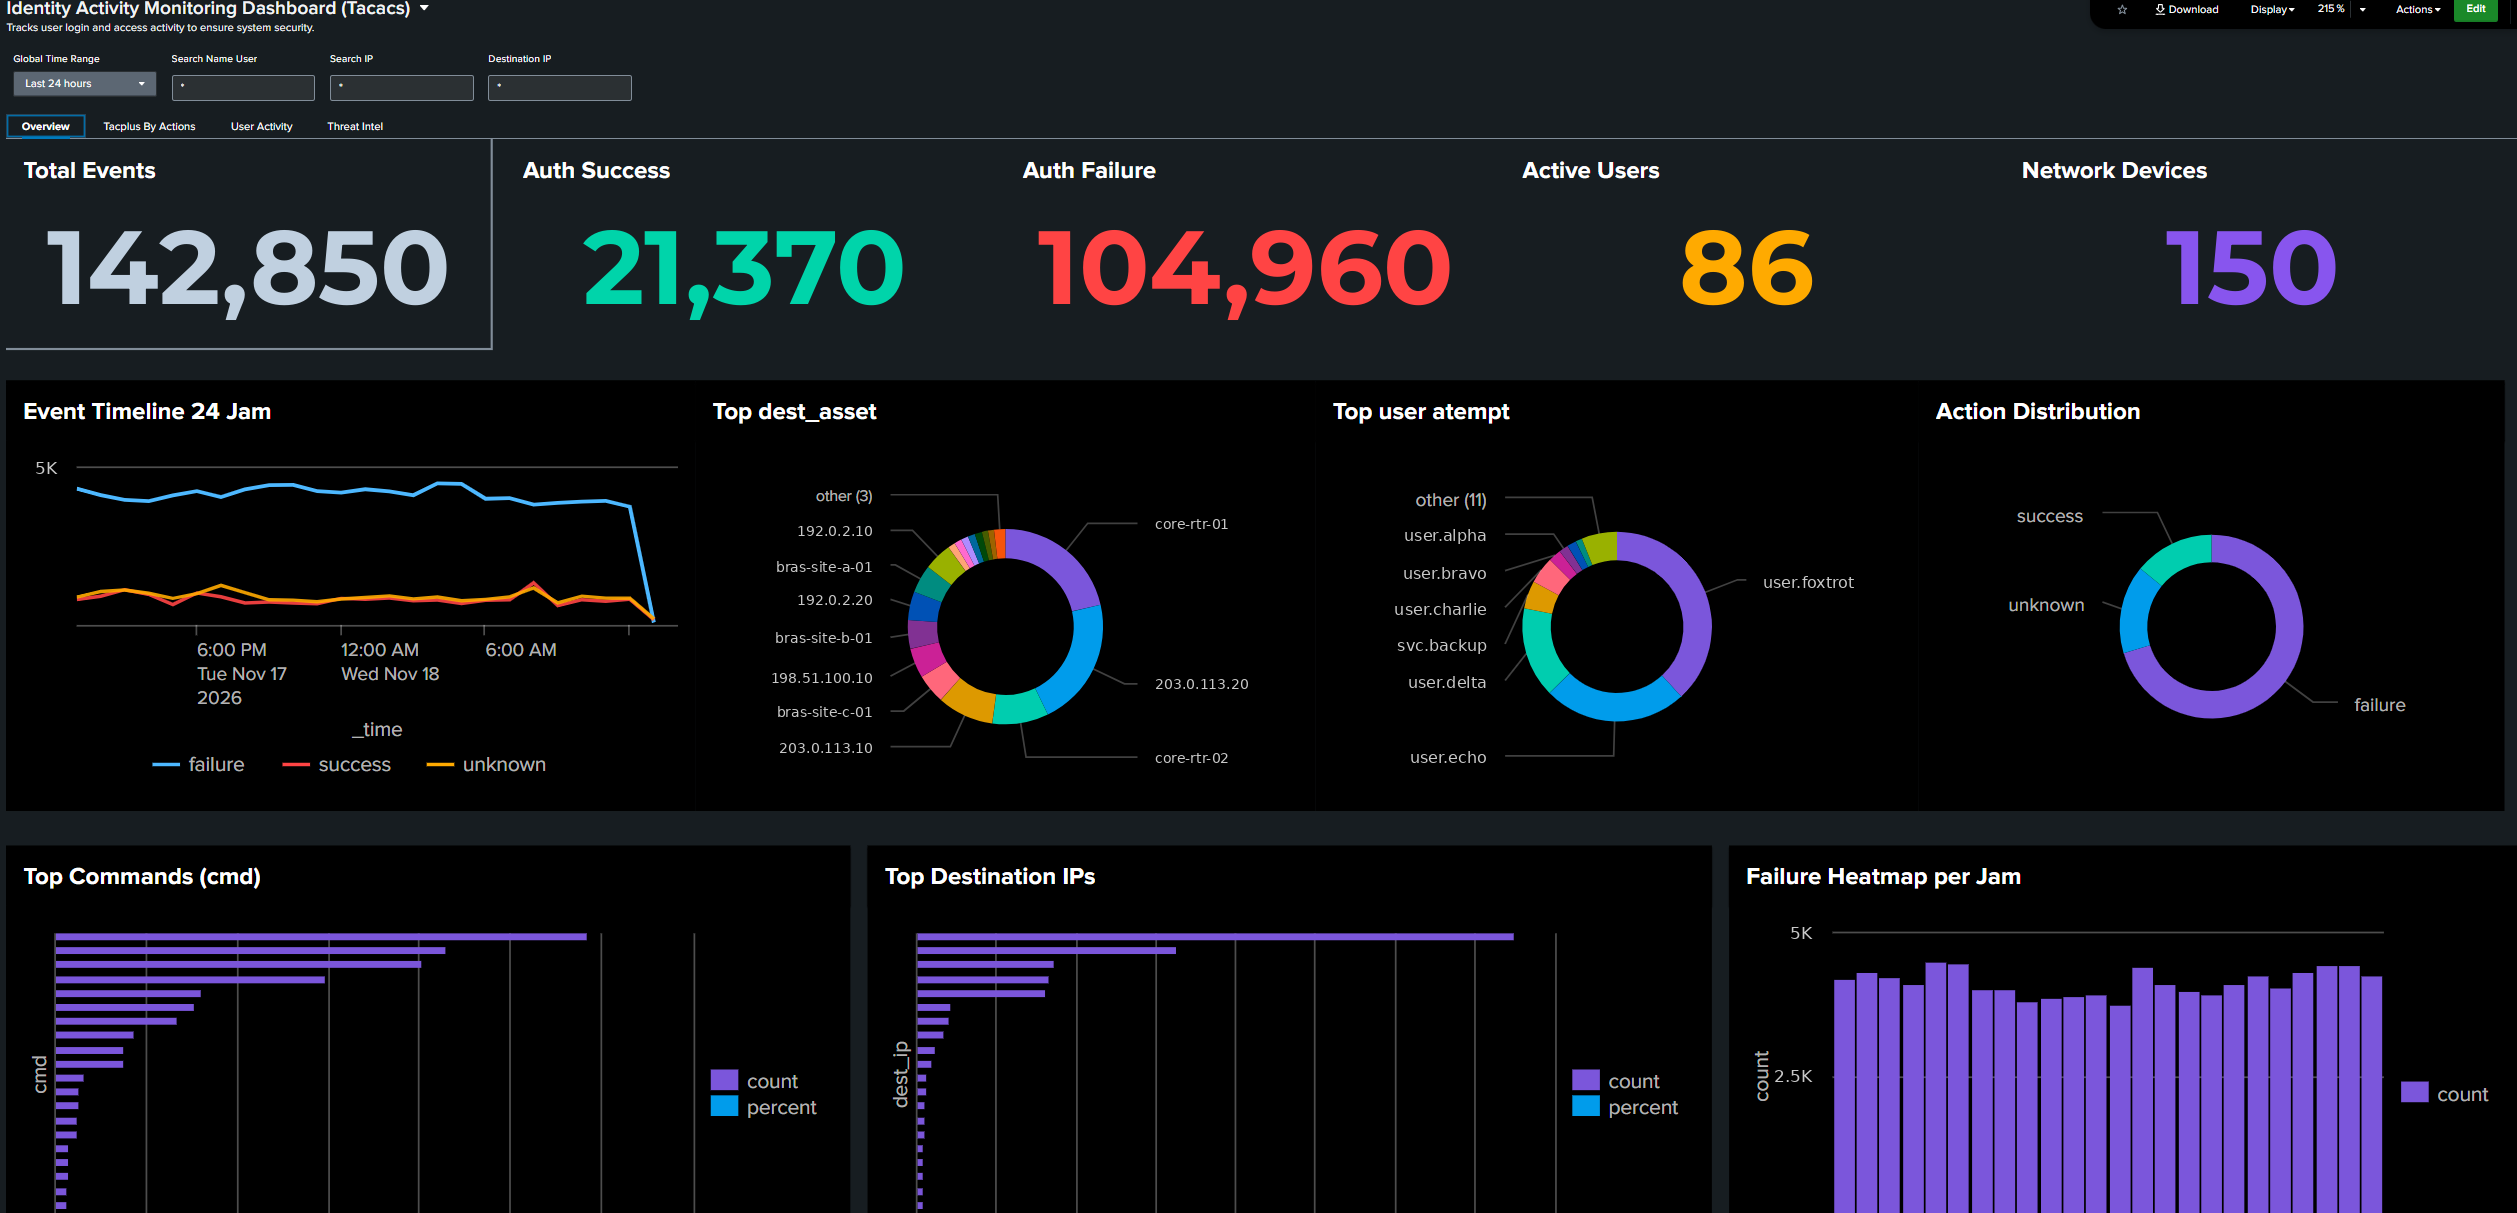 Identity Activity Monitoring Dashboard (Tacacs)
Tracks user login and access activity to ensure system security.
Download
Display
215 %
Actions
Edit
Global Time Range
Search Name User
Search IP
Destination IP
Last 24 hours
*
*
*
Overview
Tacplus By Actions
User Activity
Threat Intel
Total Events
142,850
Auth Success
21,370
Auth Failure
104,960
Active Users
86
Network Devices
150
Event Timeline 24 Jam
5K
6:00 PM
Tue Nov 17
2026
12:00 AM
Wed Nov 18
6:00 AM
_time
failure
success
unknown
Top dest_asset
other (3)
192.0.2.10
bras-site-a-01
192.0.2.20
bras-site-b-01
198.51.100.10
bras-site-c-01
203.0.113.10
core-rtr-01
203.0.113.20
core-rtr-02
Top user atempt
other (11)
user.alpha
user.bravo
user.charlie
svc.backup
user.delta
user.echo
user.foxtrot
Action Distribution
success
unknown
failure
Top Commands (cmd)
cmd
count
percent
Top Destination IPs
dest_ip
count
percent
Failure Heatmap per Jam
5K
2.5K
count
count